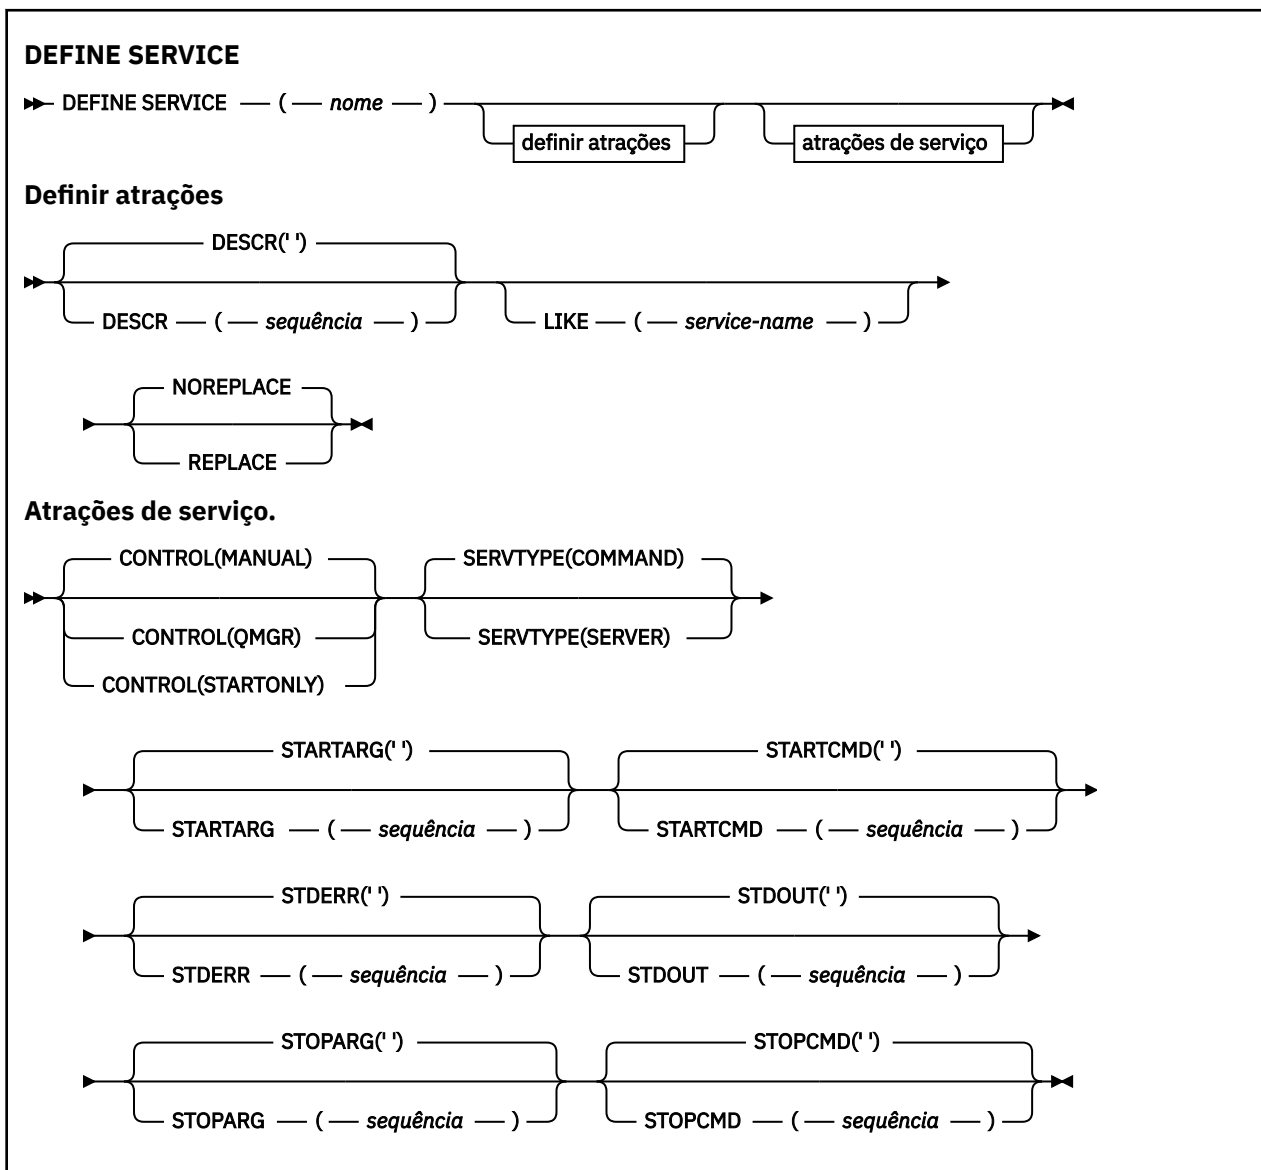 DEFINE SERVICE
DEFINE SERVICE ( nome )
definir atrações atrações de serviço
Definir atrações
DESCR(' ')
DESCR ( sequência ) LIKE ( service-name )
NOREPLACE
REPLACE
Atrações de serviço.
CONTROL(MANUAL) SERVTYPE(COMMAND)
CONTROL(QMGR) SERVTYPE(SERVER)
CONTROL(STARTONLY)
STARTARG(' ') STARTCMD(' ')
STARTARG ( sequência ) STARTCMD ( sequência )
STDERR(' ') STDOUT(' ')
STDERR ( sequência ) STDOUT ( sequência )
STOPARG(' ') STOPCMD(' ')
STOPARG ( sequência ) STOPCMD ( sequência )